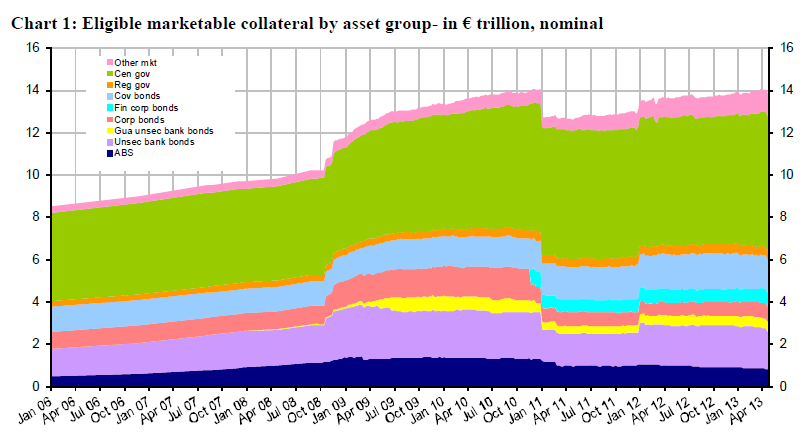 Chart 1: Eligible marketable collateral by asset group- in € trillion, nominal
16
14
12
10
8
6
4
2
0
Other mkt
Cen gov
Reg gov
Cov bonds
Fin corp bonds
Corp bonds
Gua unsec bank bonds
Unsec bank bonds
ABS
16
14
12
10
8
6
4
2
0
Jan 06
Apr 06
Jul 06
Oct 06
Jan 07
Apr 07
Jul 07
Oct 07
Jan 08
Apr 08
Jul 08
Oct 08
Jan 09
Apr 09
Jul 09
Oct 09
Jan 10
Apr 10
Jul 10
Oct 10
Jan 11
Apr 11
Jul 11
Oct 11
Jan 12
Apr 12
Jul 12
Oct 12
Jan 13
Apr 13